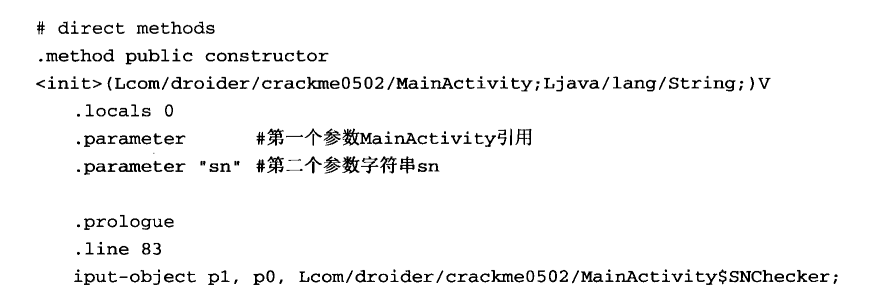 # direct methods
.method public constructor
<init>(Lcom/droider/crackme0502/MainActivity;Ljava/lang/String;)V
.locals 0
.parameter #第一个参数MainActivity引用
.parameter "sn" #第二个参数字符串sn
.prologue
.line 83
iput-object p1, p0, Lcom/droider/crackme0502/MainActivity$SNChecker;